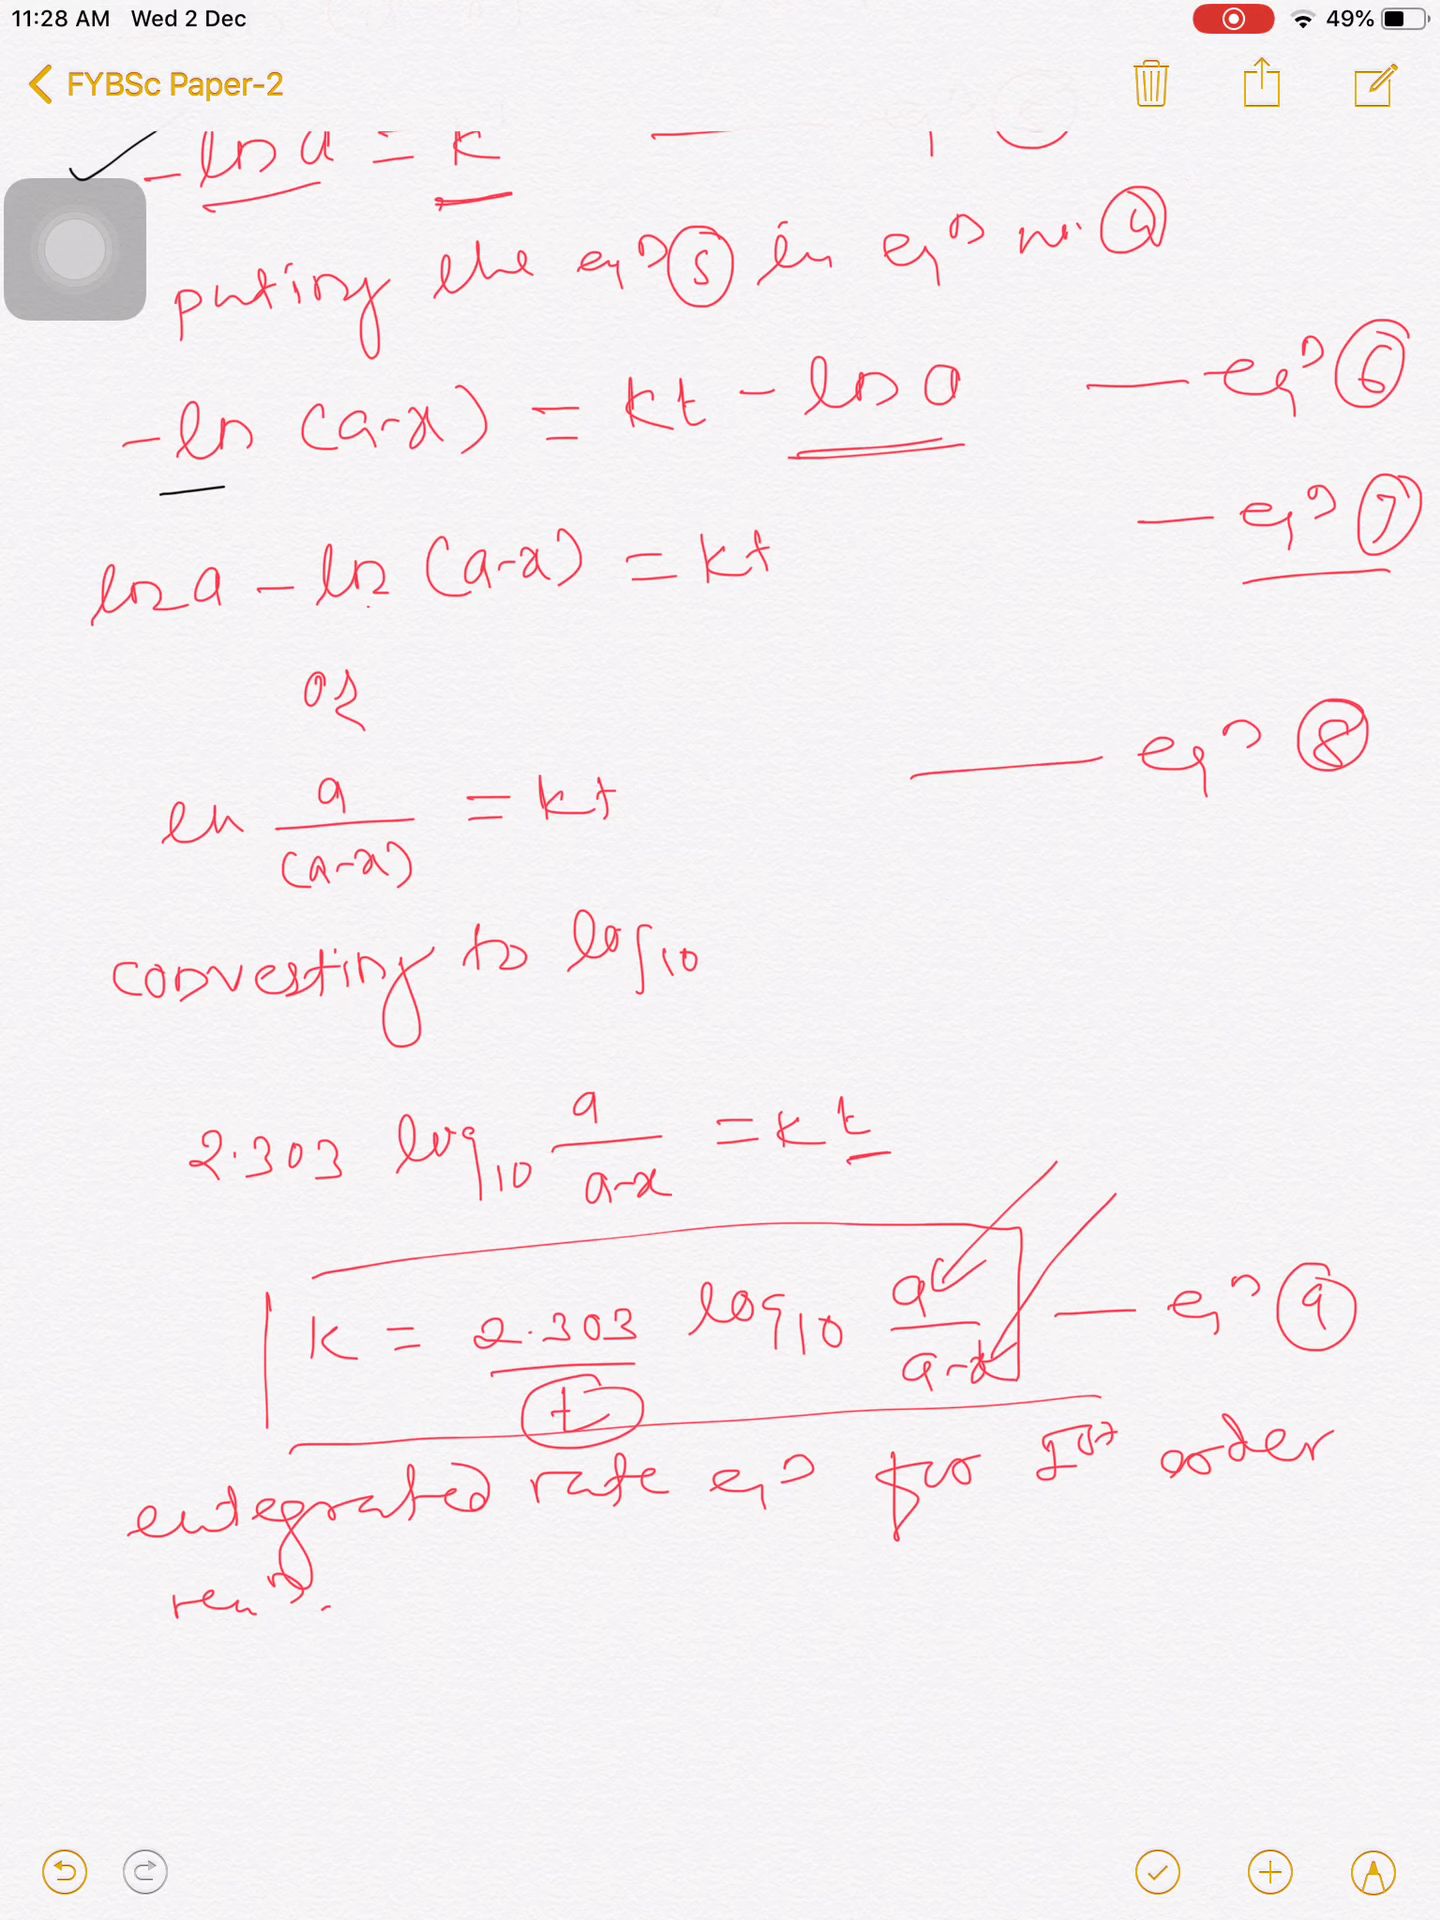 11:28 AM Wed 2 Dec 49%
FYBSc Paper-2
-ln a = K
puting the eqn (5) in eqn no. (4)
-ln (a-x) = kt - ln a — eqn (6)
ln a - ln (a-x) = kt — eqn (7)
or
ln a/(a-x) = kt — eqn (8)
converting to log10
2.303 log10 a/a-x = kt
K = 2.303/t log10 a/a-x — eqn (9)
integrated rate eqn for Ist order
rean.